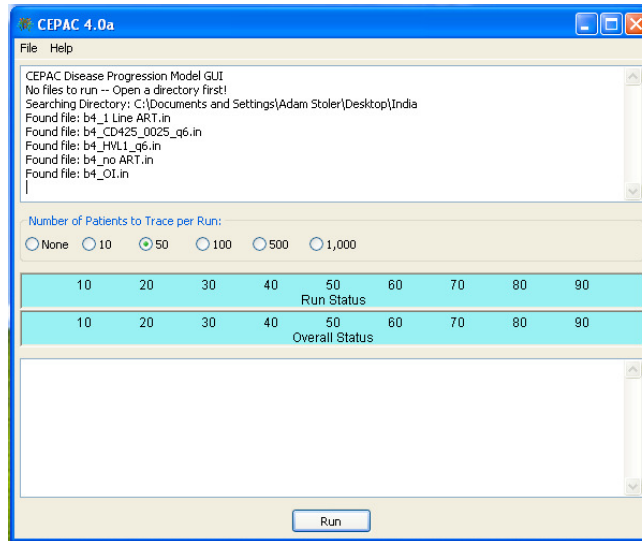 CEPAC 4.0a
File Help
CEPAC Disease Progression Model GUI
No files to run -- Open a directory first!
Searching Directory: C:\Documents and Settings\Adam Stoler\Desktop\India
Found file: b4_1 Line ART.in
Found file: b4_CD425_0025_q6.in
Found file: b4_HVL1_q6.in
Found file: b4_no ART.in
Found file: b4_OI.in
Number of Patients to Trace per Run:
None 10 50 100 500 1,000
10 20 30 40 50 60 70 80 90
Run Status
10 20 30 40 50 60 70 80 90
Overall Status
Run